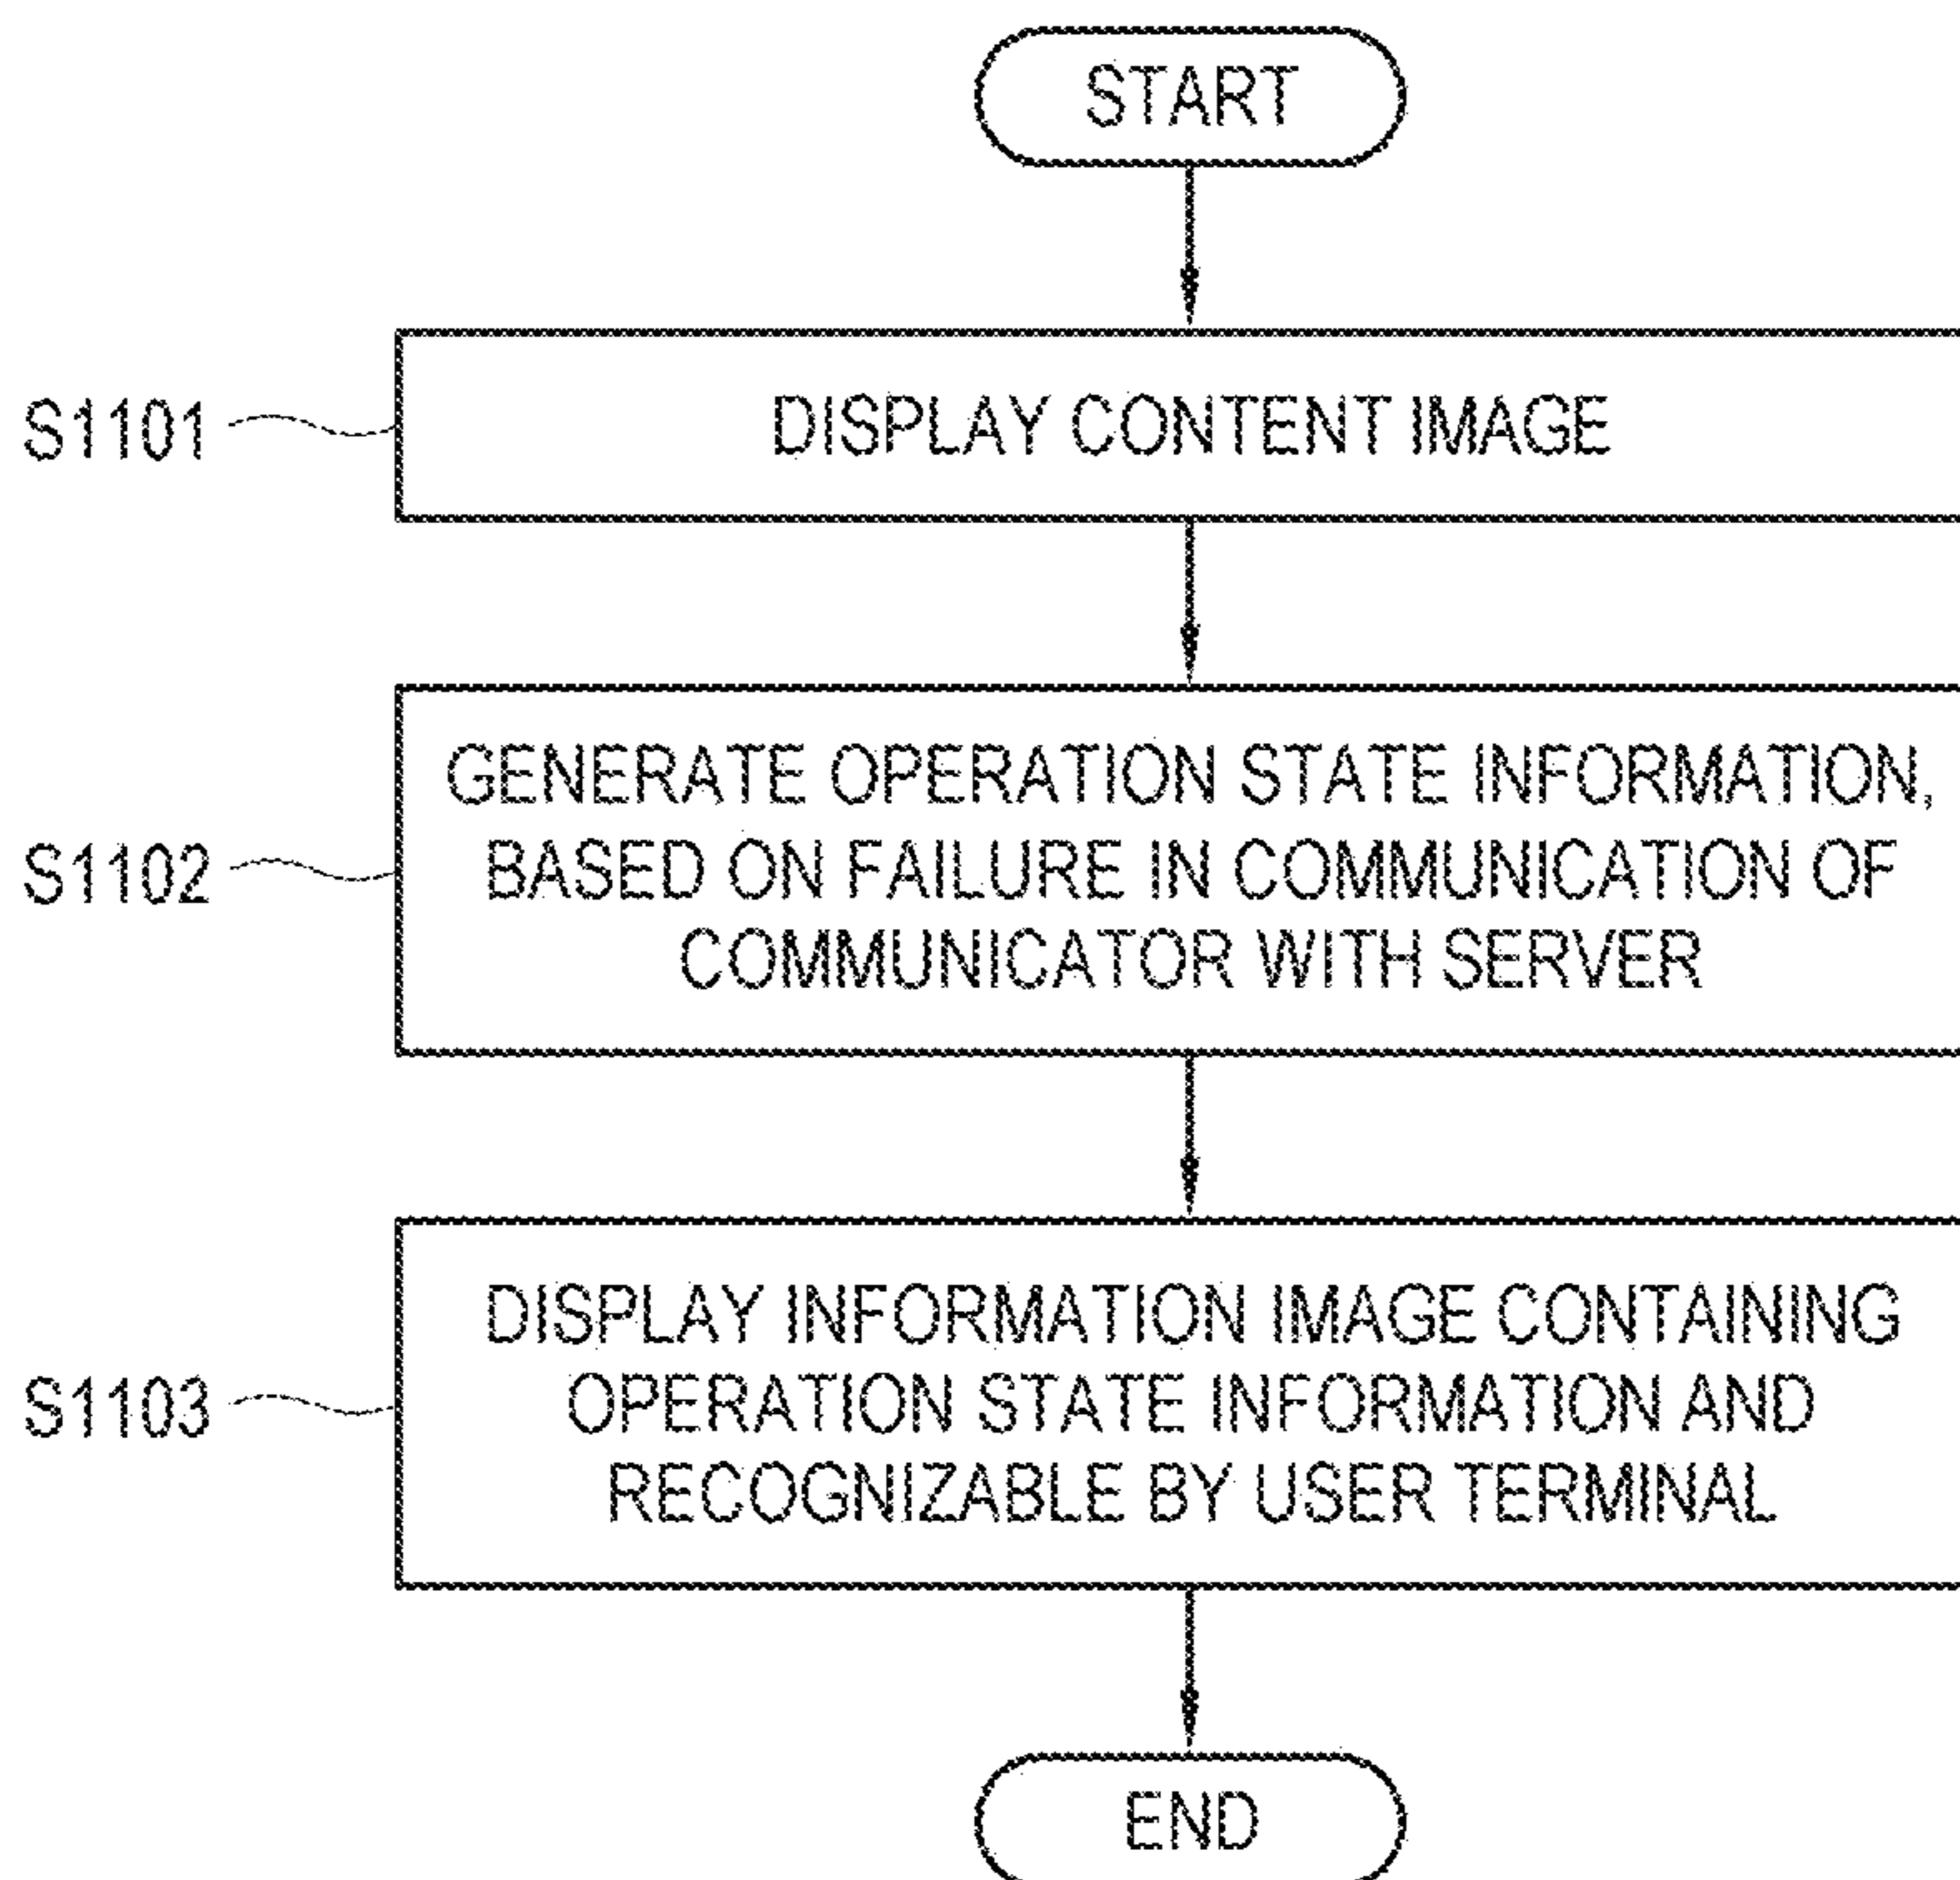 START
S1101
DISPLAY CONTENT IMAGE
S1102
GENERATE OPERATION STATE INFORMATION,
BASED ON FAILURE IN COMMUNICATION OF
COMMUNICATOR WITH SERVER
S1103
DISPLAY INFORMATION IMAGE CONTAINING
OPERATION STATE INFORMATION AND
RECOGNIZABLE BY USER TERMINAL
END